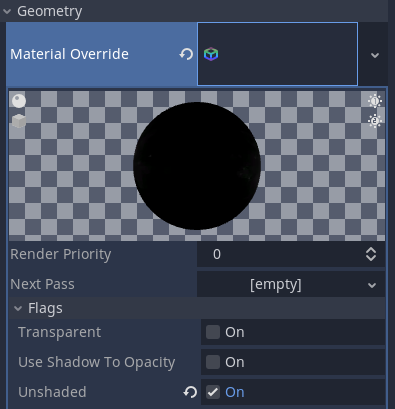 Geometry
Material Override
Render Priority 0
Next Pass [empty]
Flags
Transparent On
Use Shadow To Opacity On
Unshaded On